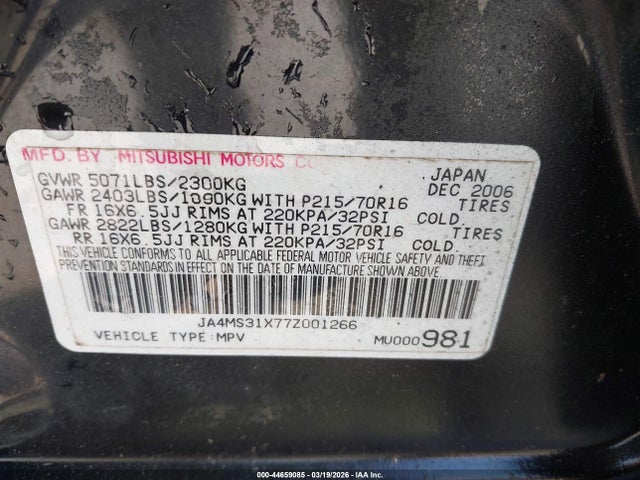 MFD. BY MITSUBISHI MOTORS JAPAN
GVWR 5071LBS/2300KG DEC 2006
GAWR 2403LBS/1090KG WITH P215/70R16 TIRES
FR 16X6.5JJ RIMS AT 220KPA/32PSI COLD.
GAWR 2822LBS/1280KG WITH P215/70R16 TIRES
RR 16X6.5JJ RIMS AT 220KPA/32PSI COLD.
THIS VEHICLE CONFORMS TO ALL APPLICABLE FEDERAL MOTOR VEHICLE SAFETY AND THEFT
PREVENTION STANDARDS IN EFFECT ON THE DATE OF MANUFACTURE SHOWN ABOVE.
JA4MS31X77Z001266
VEHICLE TYPE:MPV MU000981
000-44659085 - 03/19/2026 - IAA Inc.